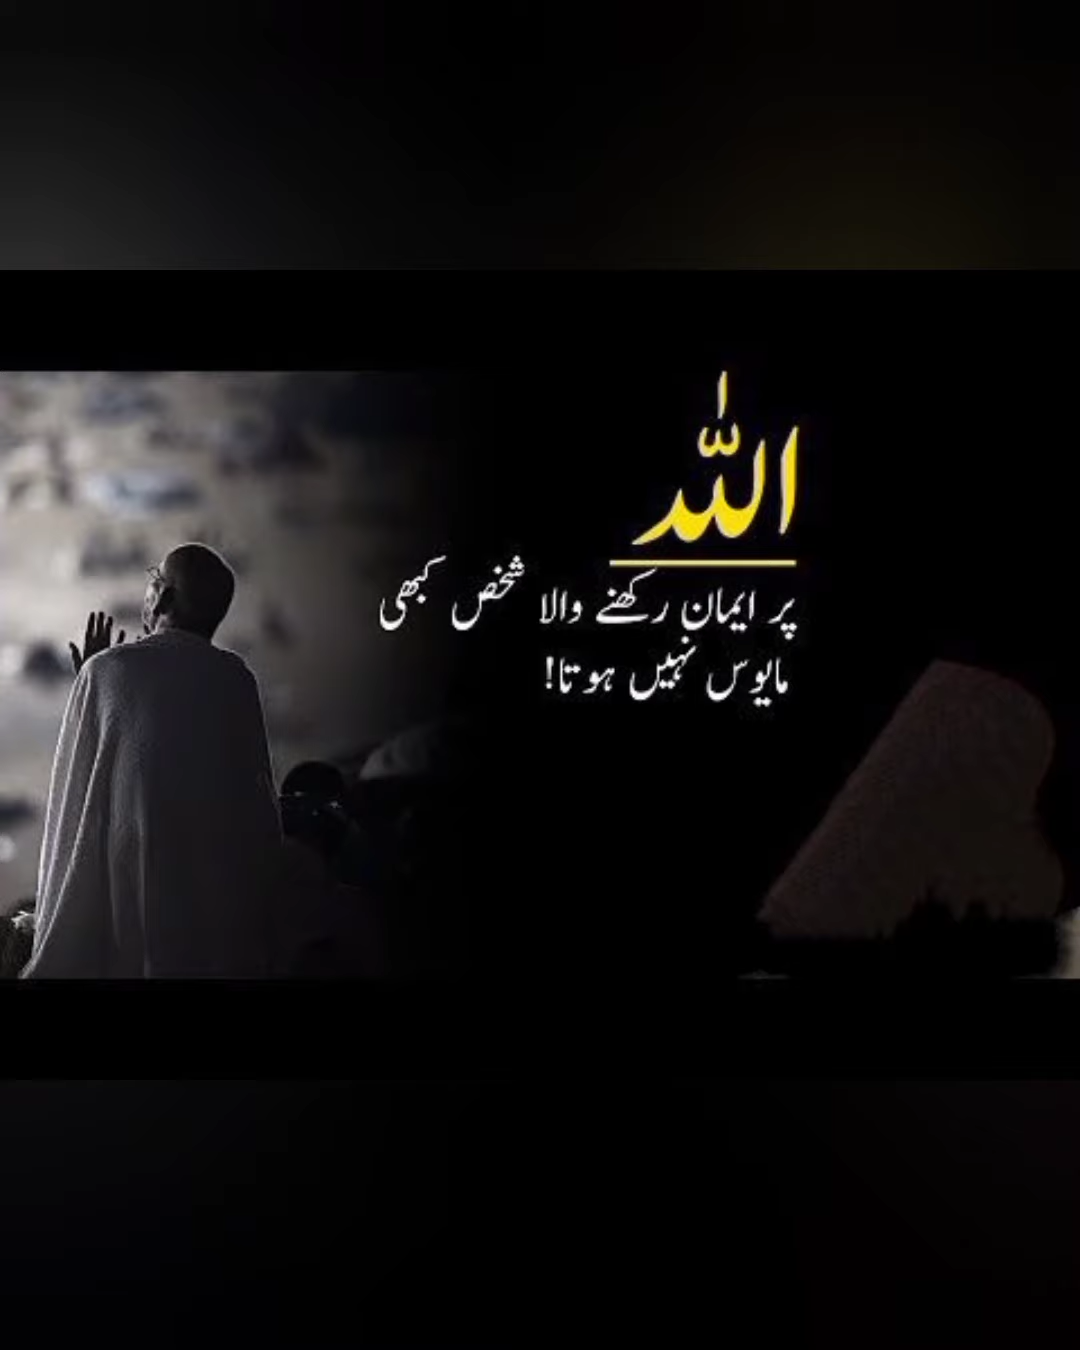 اللہ
پر ایمان رکھنے والا شخص کبھی
مایوس نہیں ہوتا!